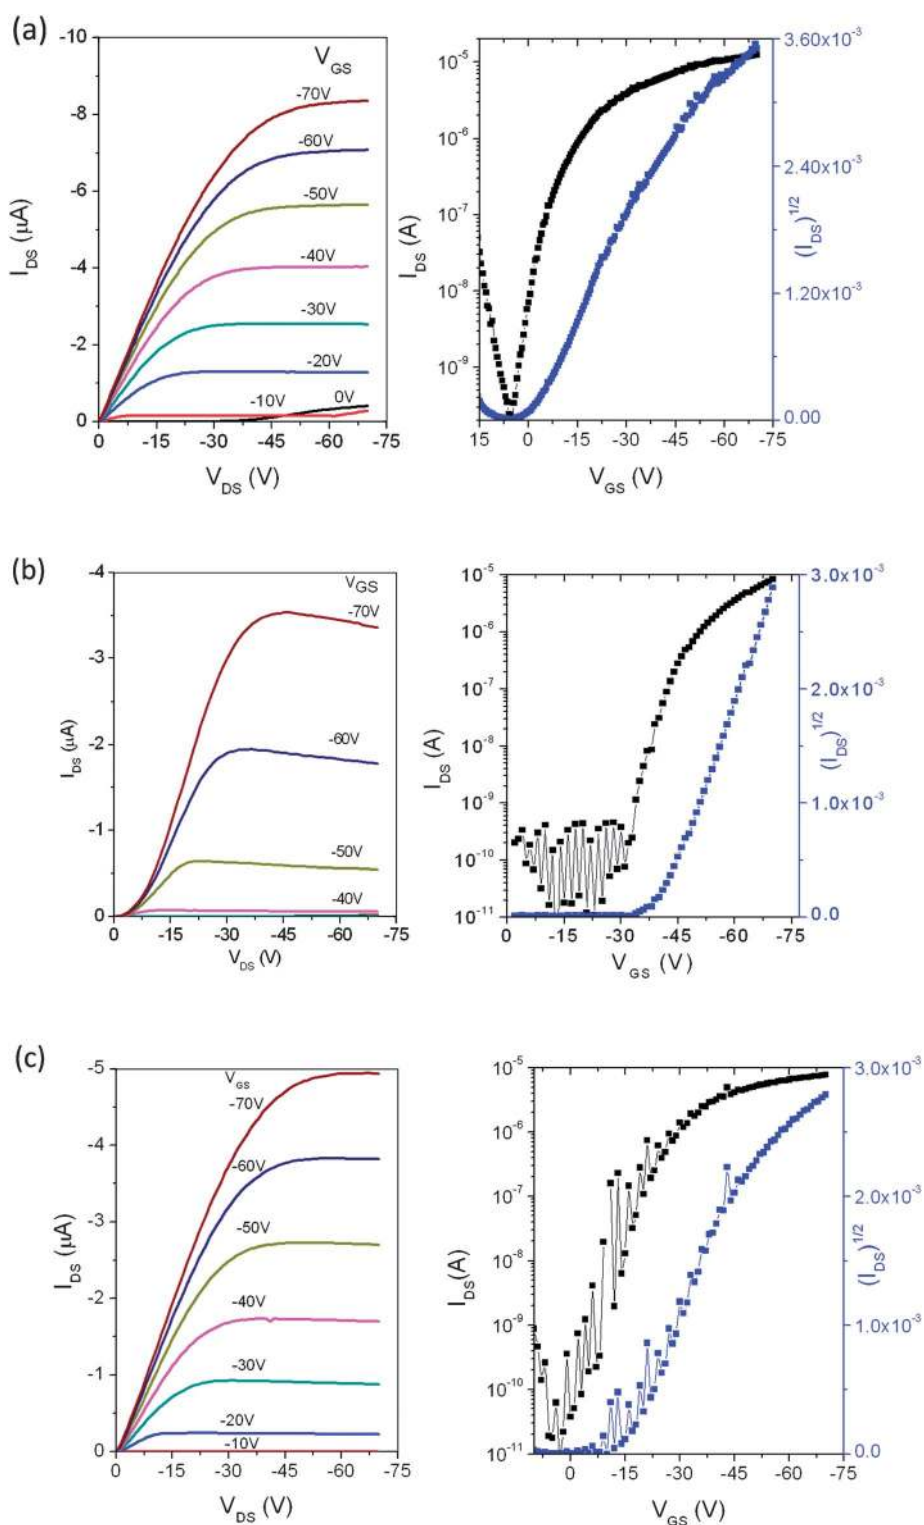 (a)
-10
-8
-6
-4
-2
0
I_DS (μA)
V_GS
-70V
-60V
-50V
-40V
-30V
-20V
-10V
0V
0 -15 -30 -45 -60 -75
V_DS (V)
10^-5
10^-6
10^-7
10^-8
10^-9
I_DS (A)
3.60x10^-3
2.40x10^-3
1.20x10^-3
0.00
(I_DS)^1/2
15 0 -15 -30 -45 -60 -75
V_GS (V)
(b)
-4
-3
-2
-1
0
I_DS (μA)
V_GS
-70V
-60V
-50V
-40V
0 -15 -30 -45 -60 -75
V_DS (V)
10^-5
10^-6
10^-7
10^-8
10^-9
10^-10
10^-11
I_DS (A)
3.0x10^-3
2.0x10^-3
1.0x10^-3
0.0
(I_DS)^1/2
0 -15 -30 -45 -60 -75
V_GS (V)
(c)
-5
-4
-3
-2
-1
0
I_DS (μA)
V_GS
-70V
-60V
-50V
-40V
-30V
-20V
-10V
0 -15 -30 -45 -60 -75
V_DS (V)
10^-5
10^-6
10^-7
10^-8
10^-9
10^-10
10^-11
I_DS(A)
3.0x10^-3
2.0x10^-3
1.0x10^-3
0.0
(I_DS)^1/2
0 -15 -30 -45 -60 -75
V_GS (V)